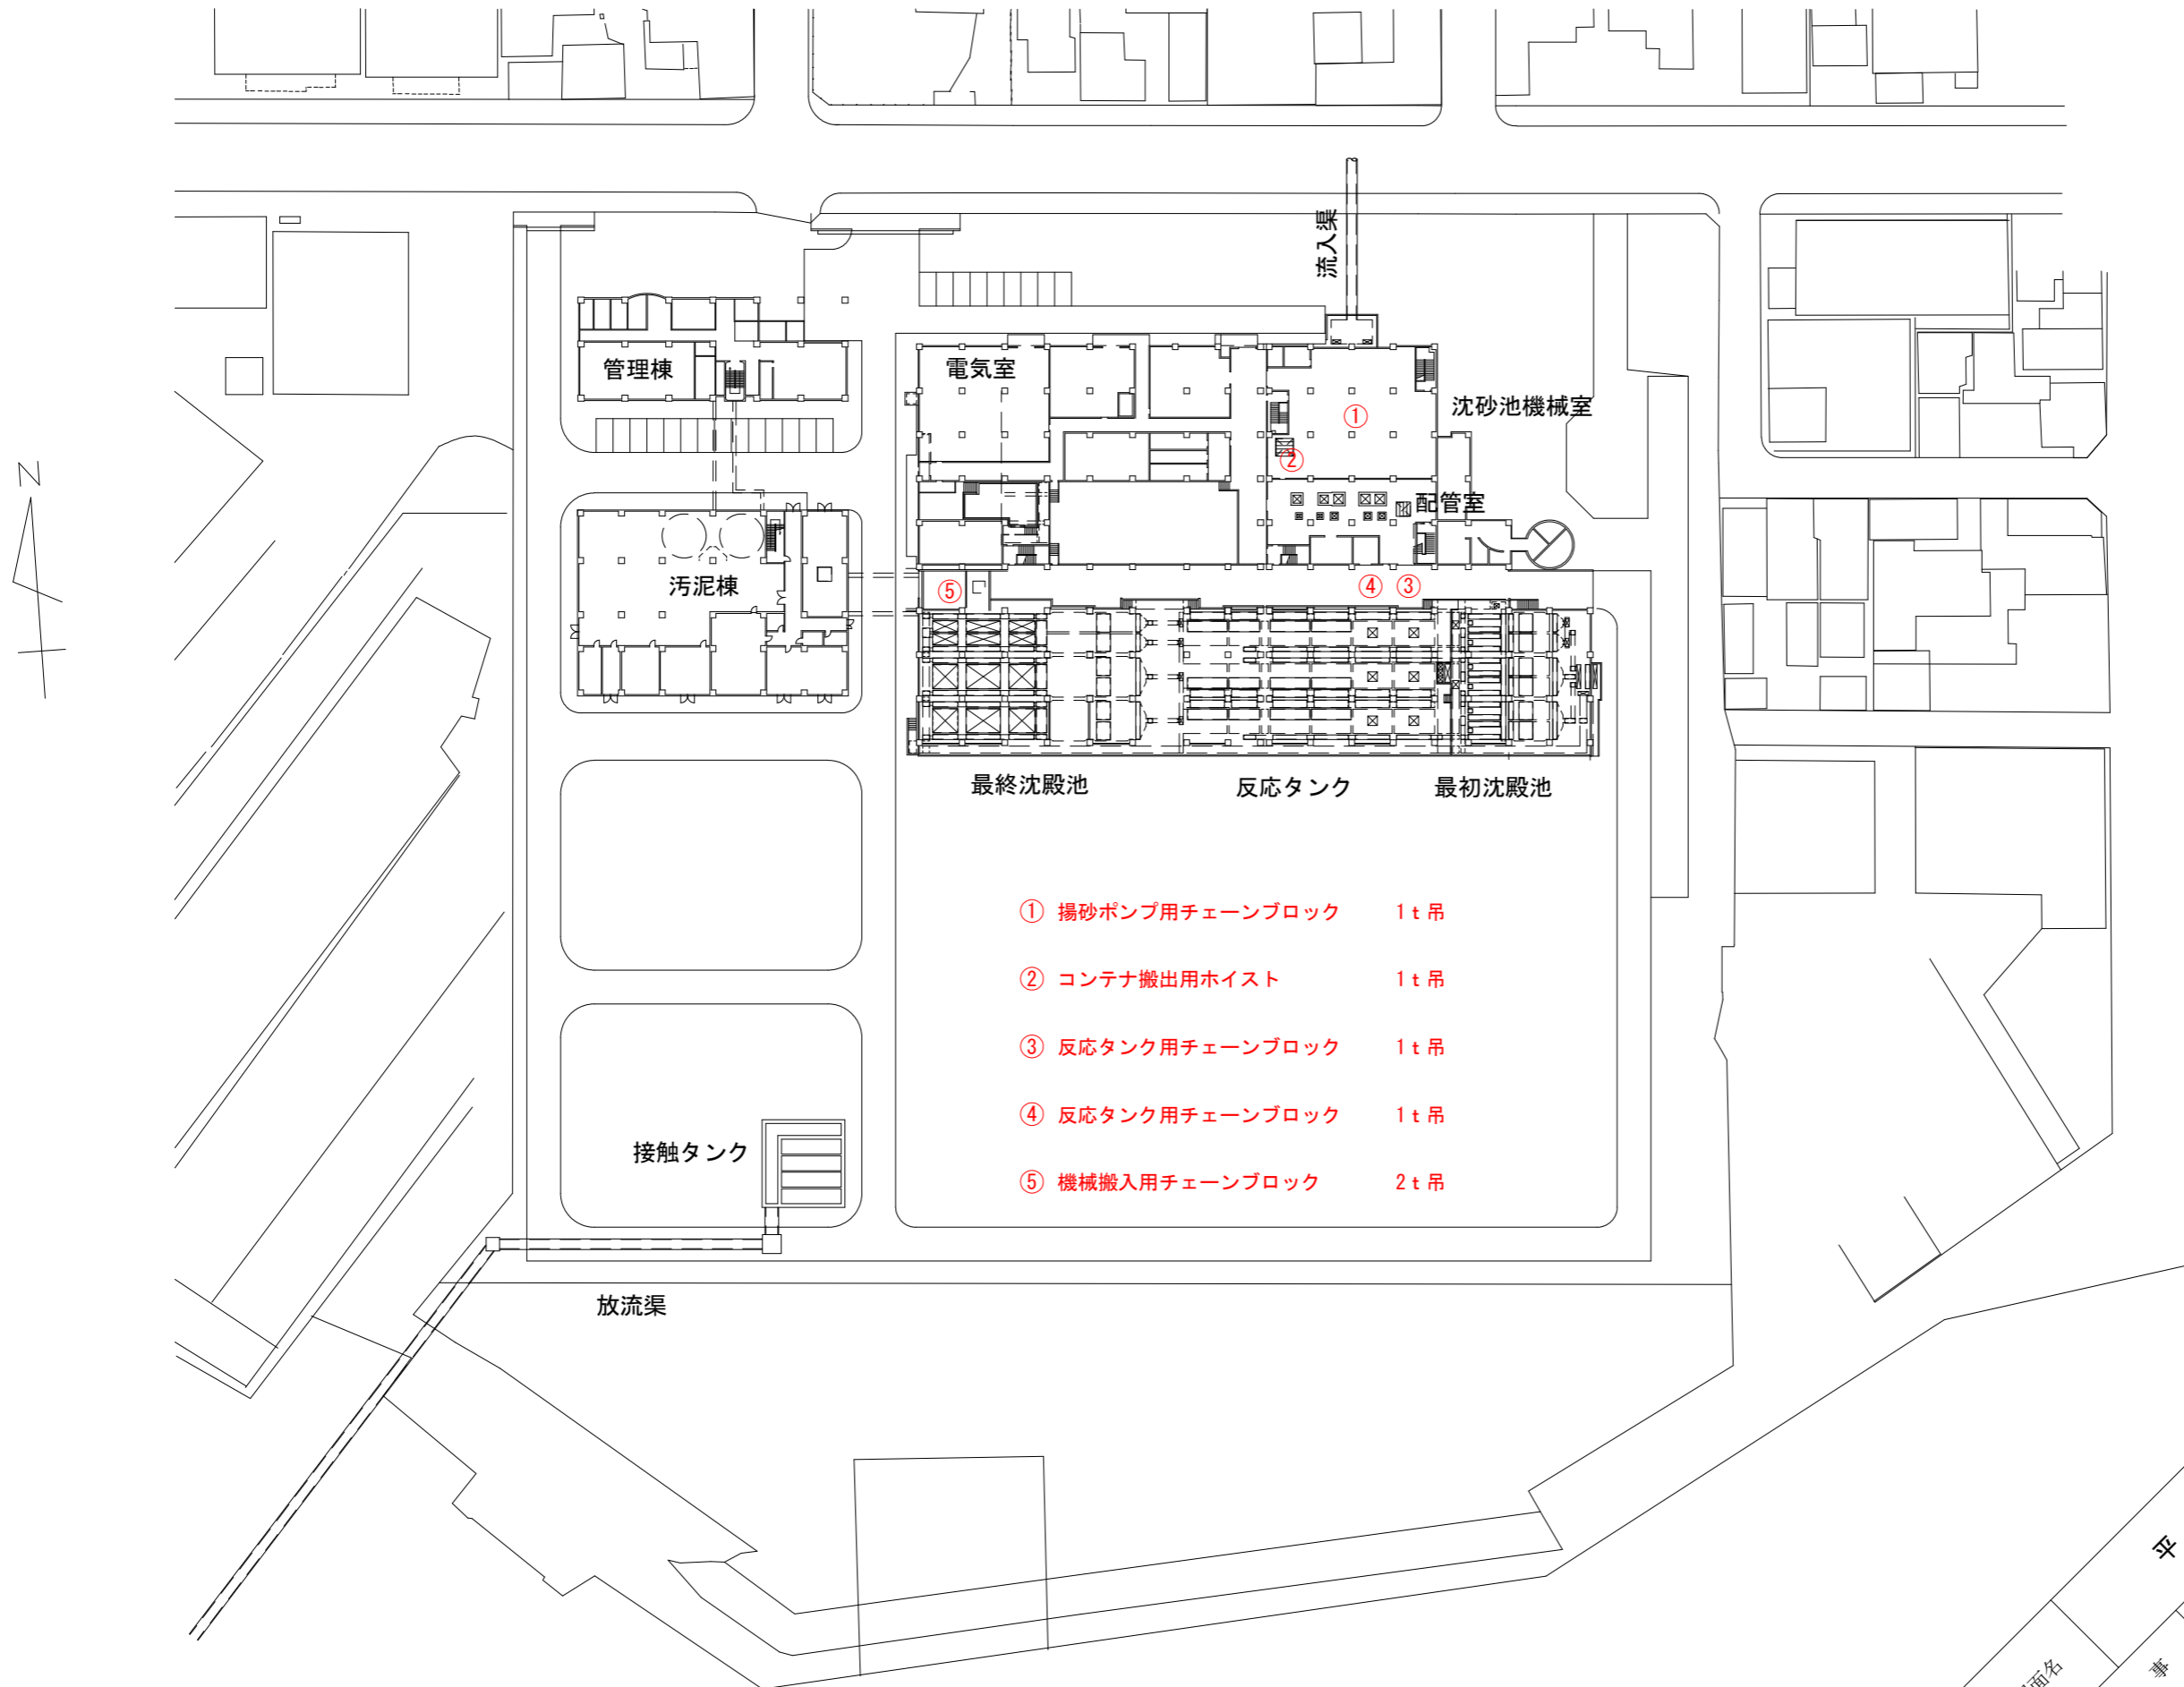 流入渠
N
管理棟
電気室
沈砂池機械室
①
②
配管室
汚泥棟
⑤
④
③
最終沈殿池
反応タンク
最初沈殿池
① 揚砂ポンプ用チェーンブロック 1t吊
② コンテナ搬出用ホイスト 1t吊
③ 反応タンク用チェーンブロック 1t吊
④ 反応タンク用チェーンブロック 1t吊
⑤ 機械搬入用チェーンブロック 2t吊
接触タンク
放流渠
平
面名
事